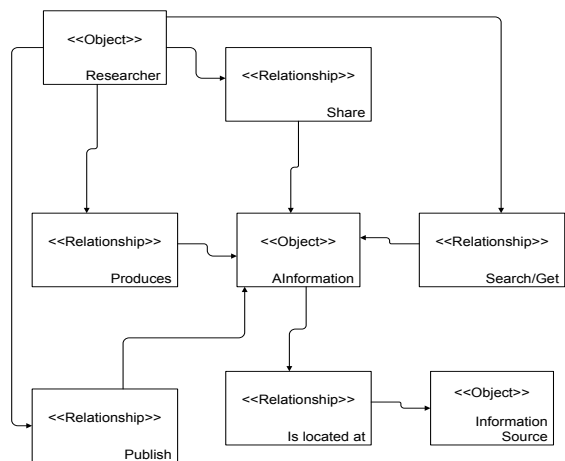 <<Object>>
Researcher
<<Relationship>>
Share
<<Relationship>>
Produces
<<Object>>
AInformation
<<Relationship>>
Search/Get
<<Relationship>>
Publish
<<Relationship>>
Is located at
<<Object>>
Information
Source